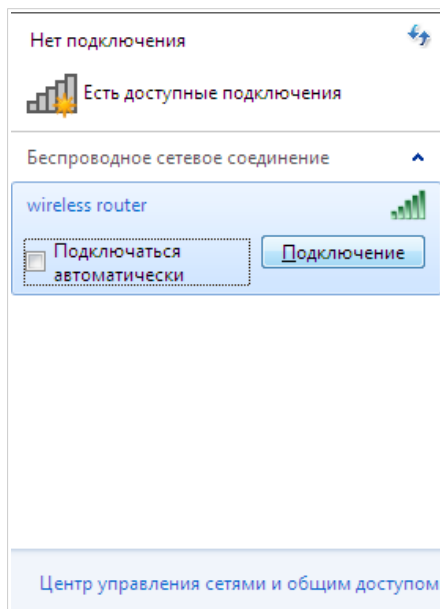 Нет подключения
Есть доступные подключения
Беспроводное сетевое соединение
wireless router
Подключаться
автоматически
Подключение
Центр управления сетями и общим доступом